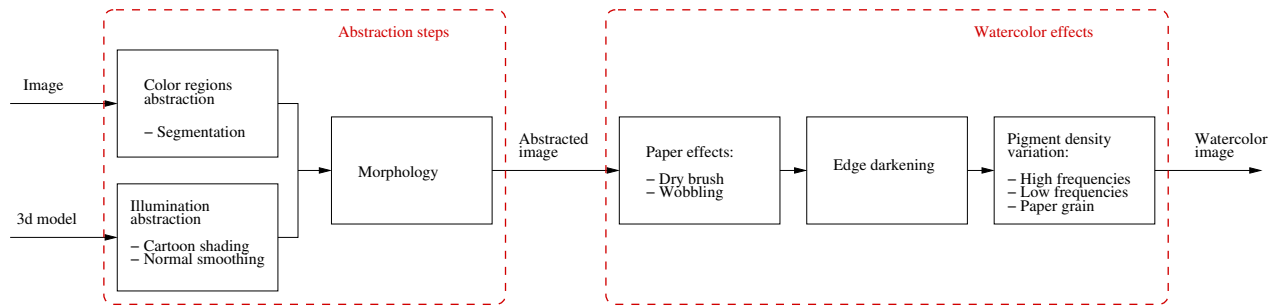 Abstraction steps
Watercolor effects
Image
Color regions
abstraction
– Segmentation
3d model
Illumination
abstraction
– Cartoon shading
– Normal smoothing
Morphology
Abstracted
image
Paper effects:
– Dry brush
– Wobbling
Edge darkening
Pigment density
variation:
– High frequencies
– Low frequencies
– Paper grain
Watercolor
image